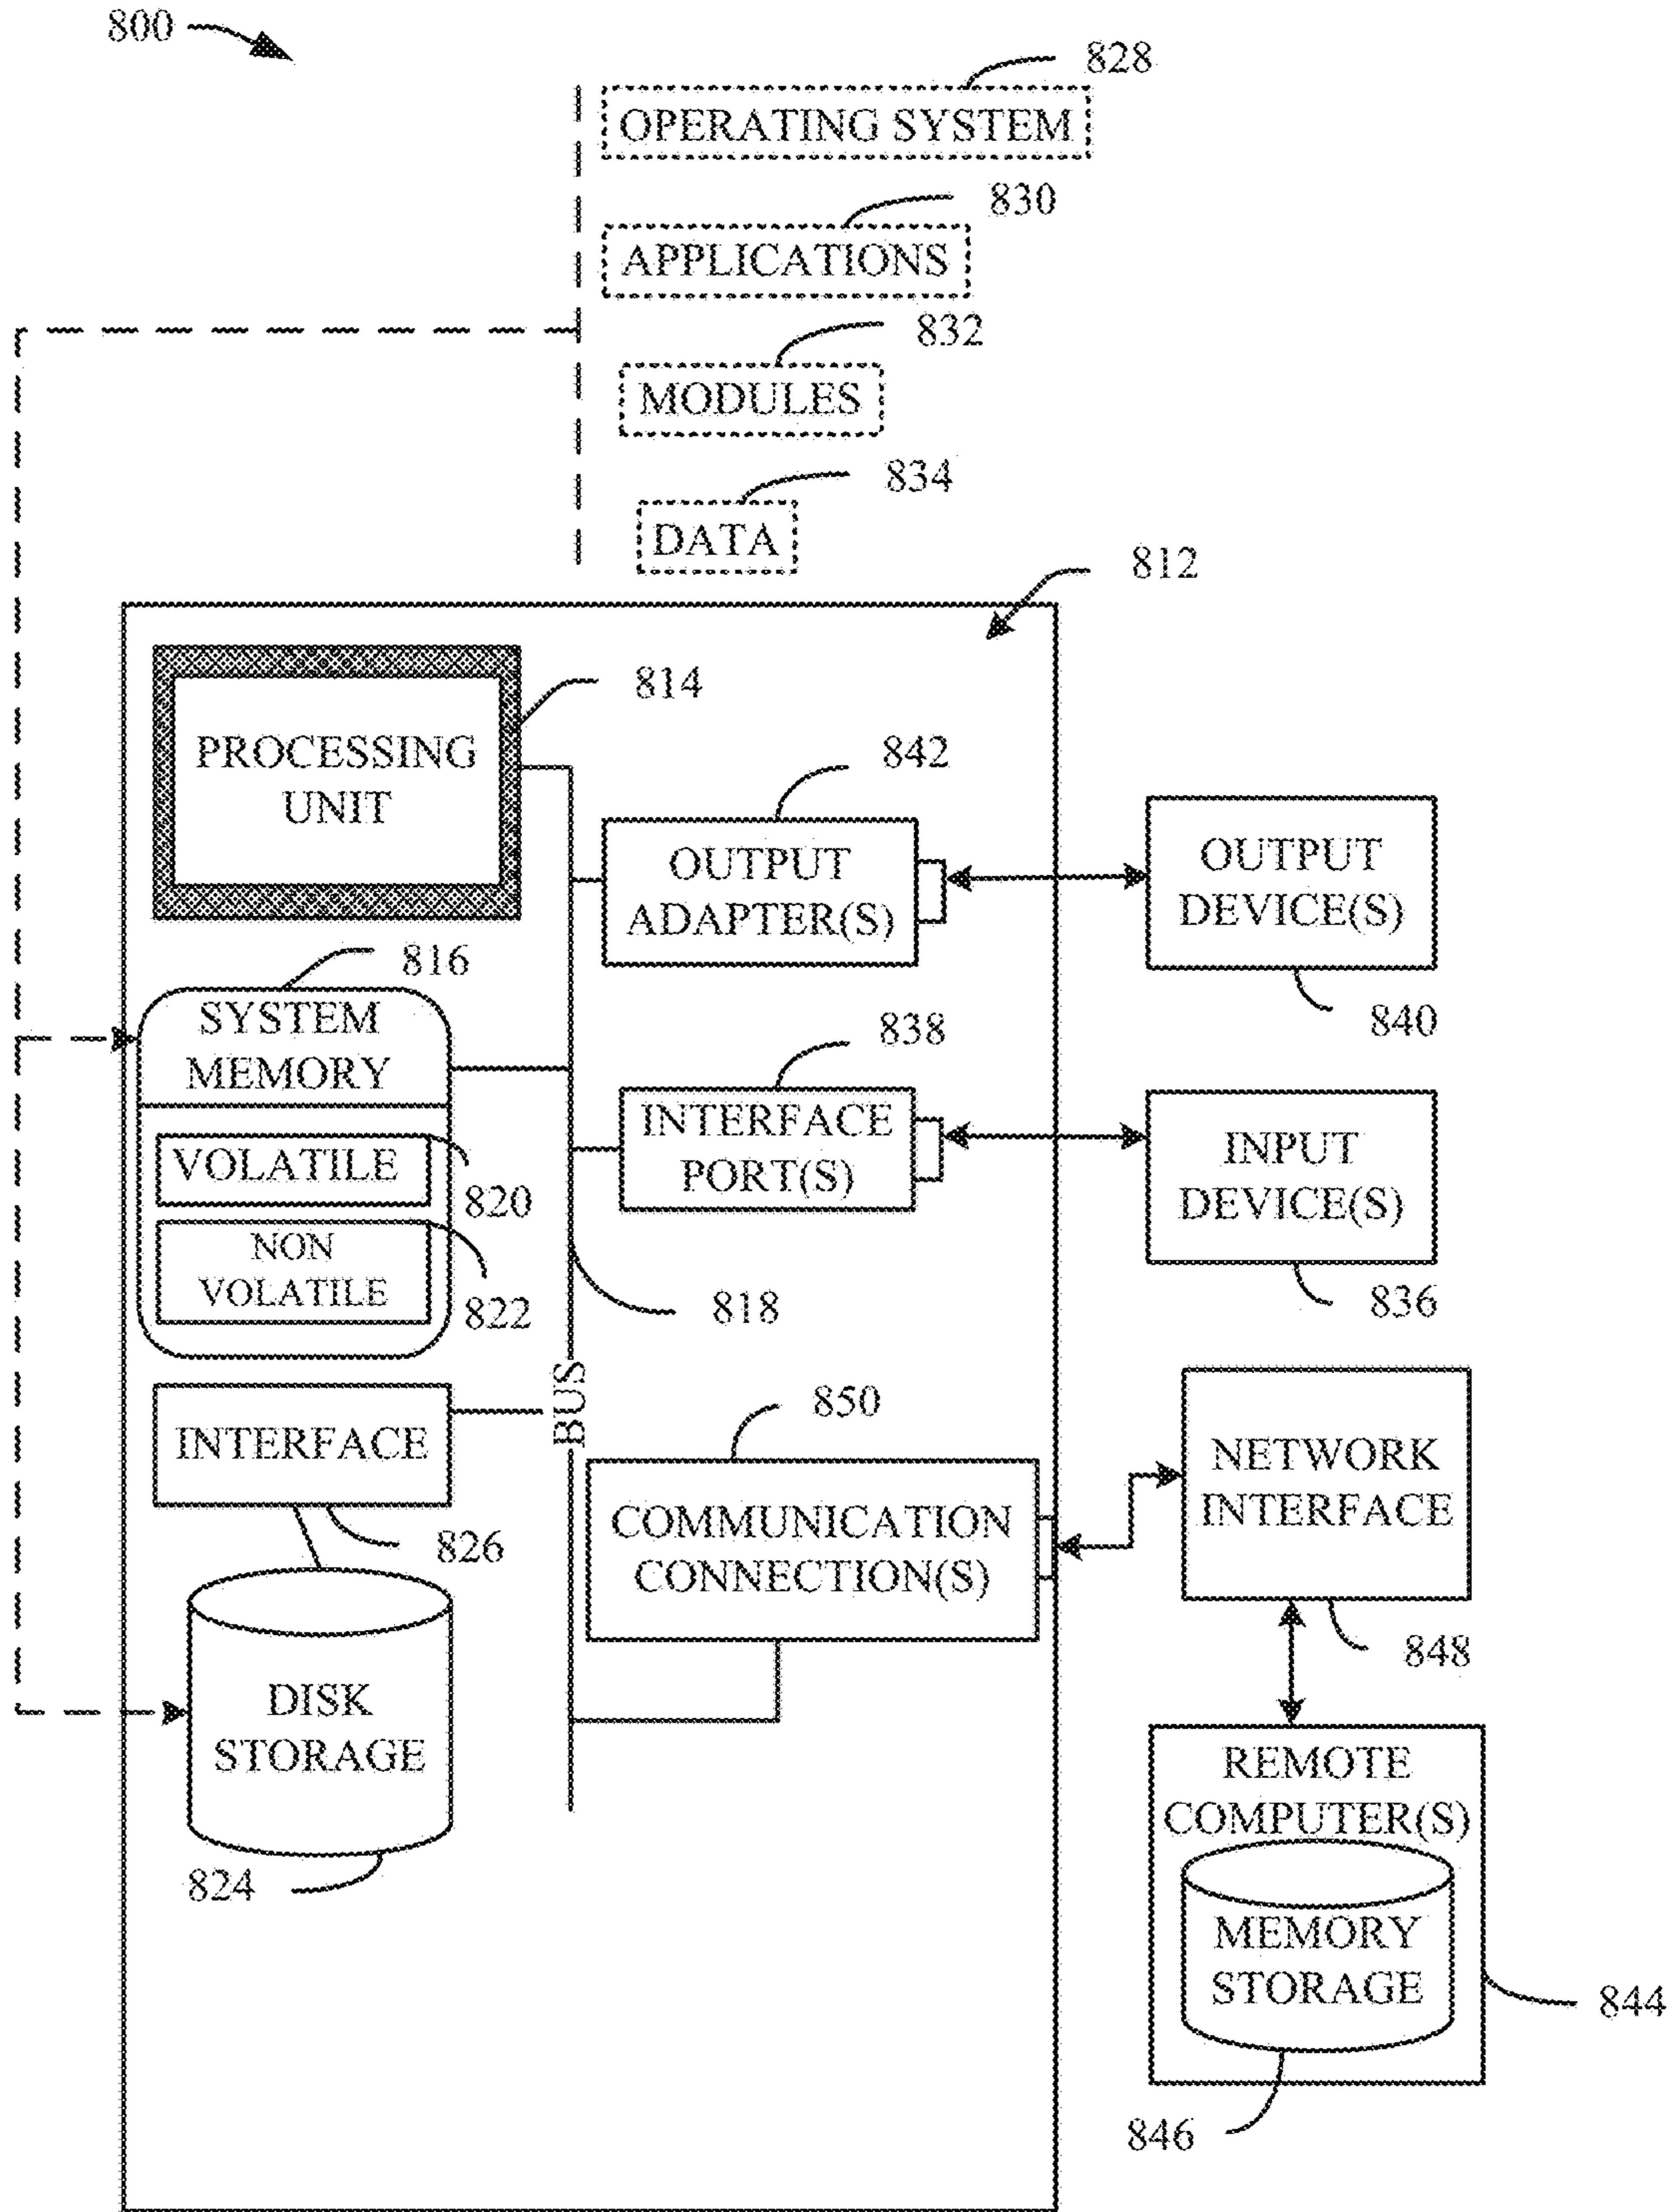 800
828
OPERATING SYSTEM
830
APPLICATIONS
832
MODULES
834
DATA
812
PROCESSING
UNIT
814
842
OUTPUT
ADAPTER(S)
OUTPUT
DEVICE(S)
840
816
SYSTEM
MEMORY
VOLATILE
820
NON
VOLATILE
822
838
INTERFACE
PORT(S)
INPUT
DEVICE(S)
836
818
BUS
INTERFACE
826
850
COMMUNICATION
CONNECTION(S)
NETWORK
INTERFACE
848
DISK
STORAGE
824
REMOTE
COMPUTER(S)
MEMORY
STORAGE
844
846